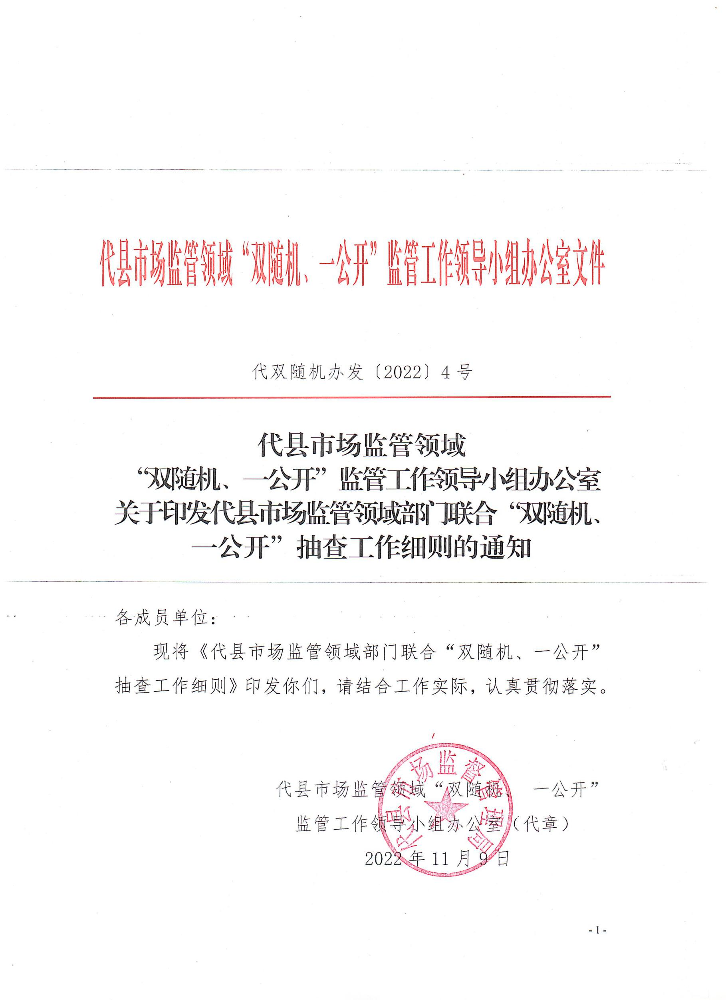 代县市场监管领域“双随机、一公开”监管工作领导小组办公室文件
代双随机办发〔2022〕4号
代县市场监管领域
“双随机、一公开”监管工作领导小组办公室
关于印发代县市场监管领域部门联合“双随机、
一公开”抽查工作细则的通知
各成员单位：
现将《代县市场监管领域部门联合“双随机、一公开”
抽查工作细则》印发你们，请结合工作实际，认真贯彻落实。
代县市场监督管理局
代县市场监管领域“双随机、 一公开”
监管工作领导小组办公室（代章）
2022年11月9日
- 1 -